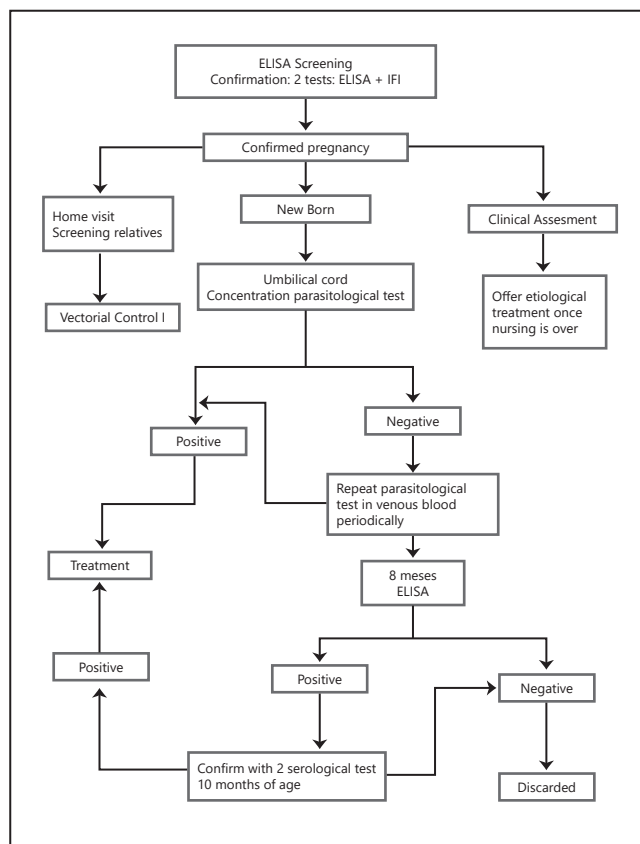 ELISA Screening
Confirmation: 2 tests: ELISA + IFI
Confirmed pregnancy
Home visit
Screening relatives
New Born
Clinical Assesment
Vectorial Control I
Umbilical cord
Concentration parasitological test
Offer etiological
treatment once
nursing is over
Positive
Negative
Repeat parasitological
test in venous blood
periodically
Treatment
8 meses
ELISA
Positive
Positive
Negative
Confirm with 2 serological test
10 months of age
Discarded